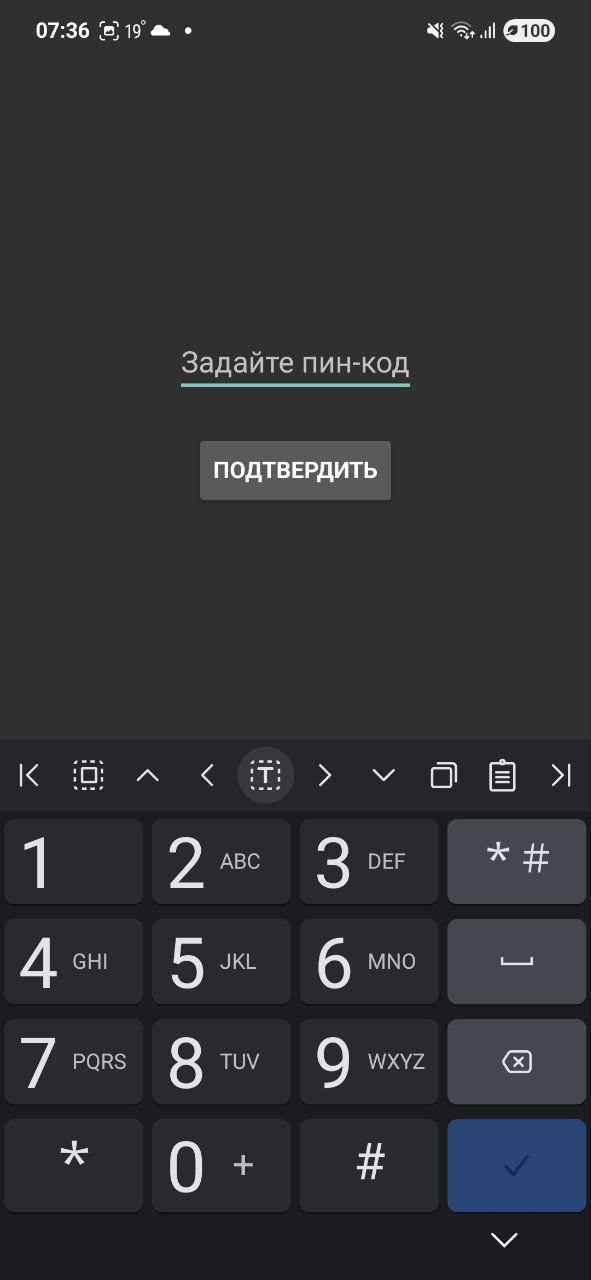 07:36 19° 100
Задайте пин-код
ПОДТВЕРДИТЬ
T
1 2 ABC 3 DEF * #
4 GHI 5 JKL 6 MNO
7 PQRS 8 TUV 9 WXYZ
* 0 + #